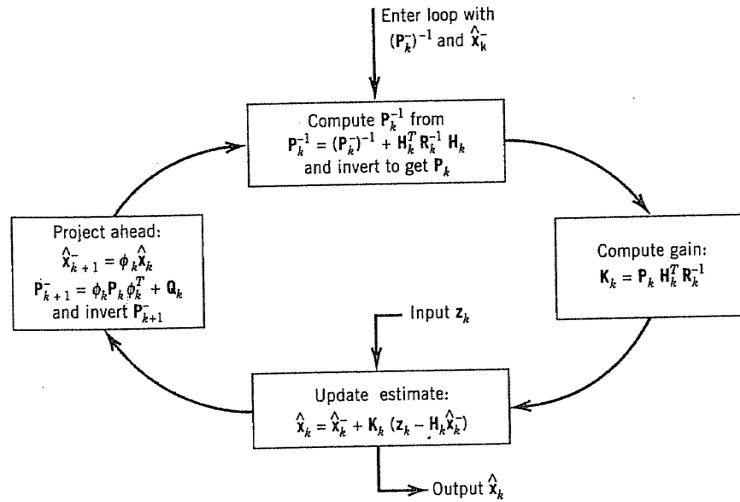 Enter loop with
(P_k^-)^{-1} and x̂_k^-
Compute P_k^{-1} from
P_k^{-1} = (P_k^-)^{-1} + H_k^T R_k^{-1} H_k
and invert to get P_k
Project ahead:
x̂_{k+1}^- = ϕ_k x̂_k
P_{k+1}^- = ϕ_k P_k ϕ_k^T + Q_k
and invert P_{k+1}^-
Compute gain:
K_k = P_k H_k^T R_k^{-1}
Input z_k
Update estimate:
x̂_k = x̂_k^- + K_k (z_k − H_k x̂_k^-)
Output x̂_k